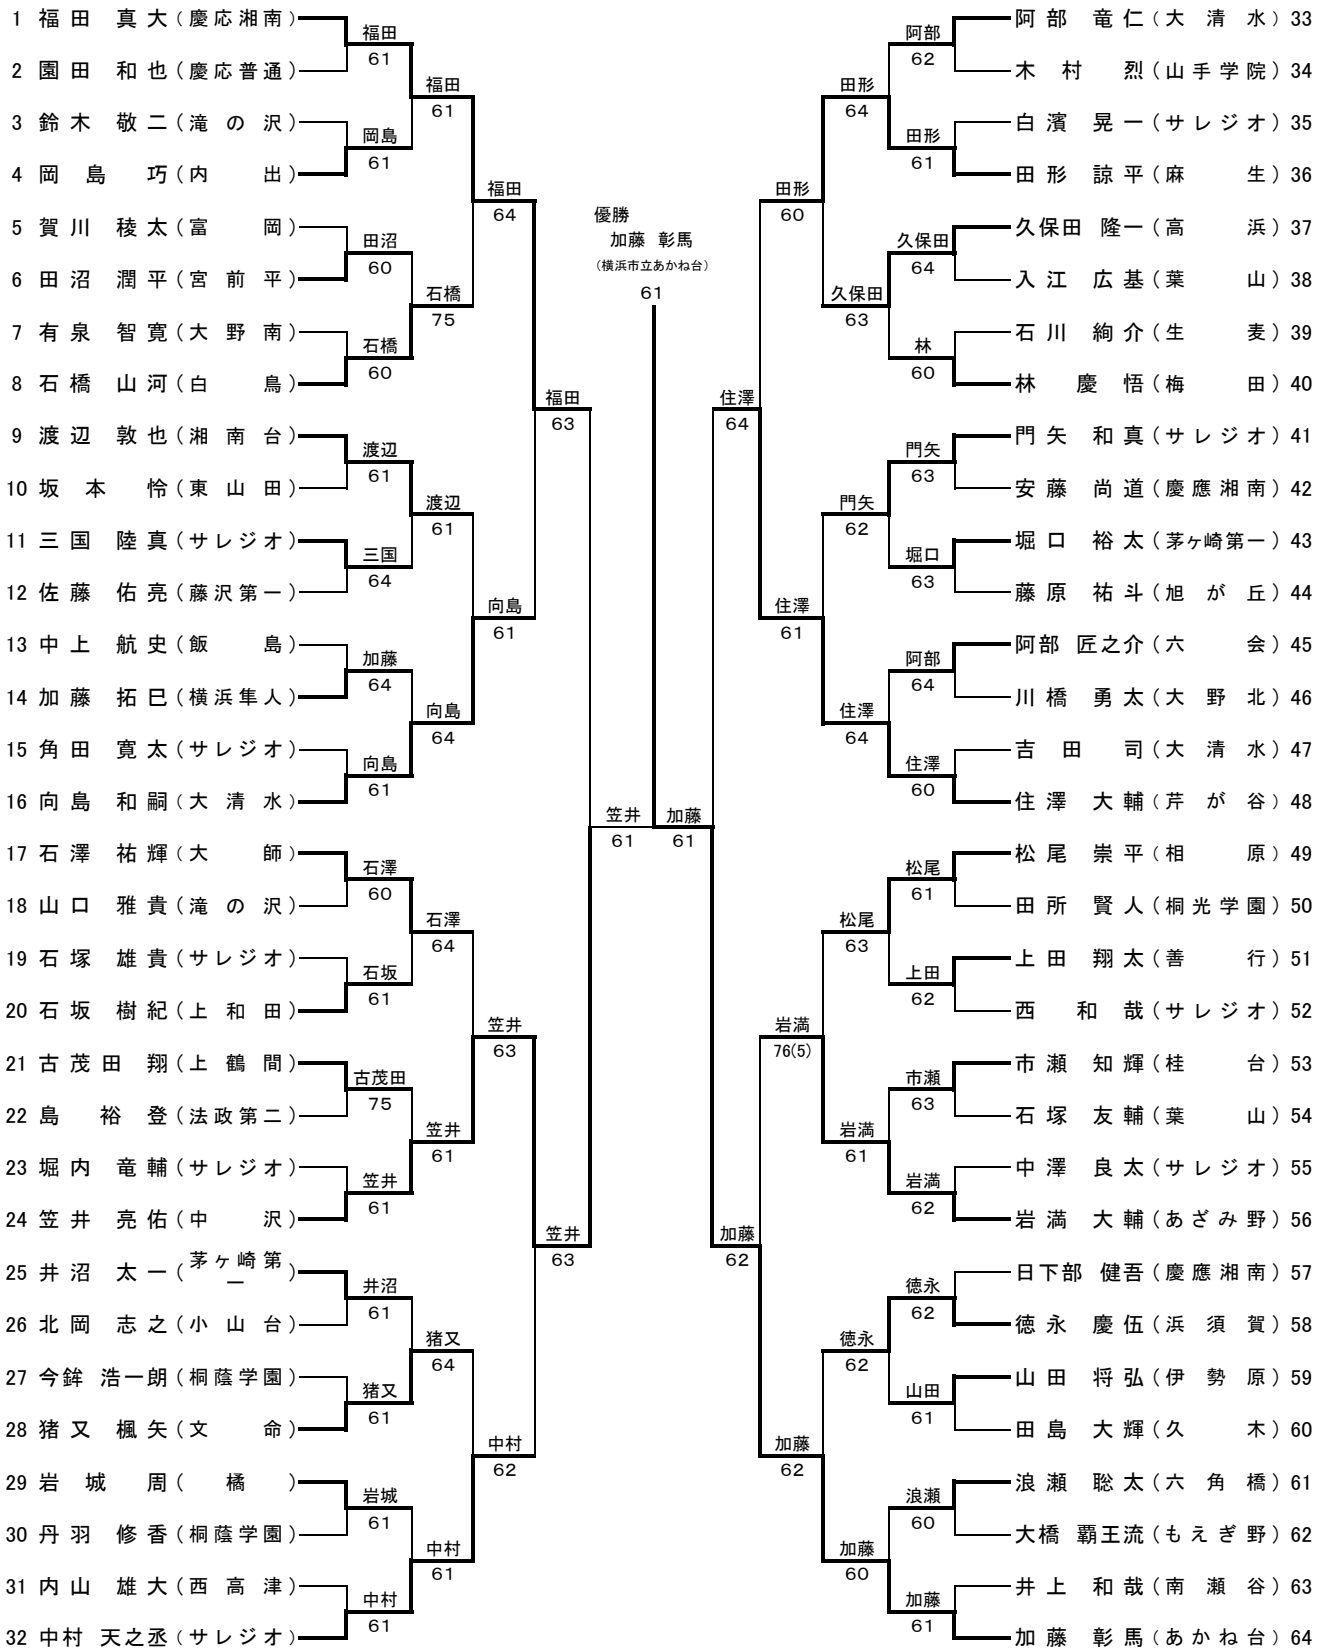 1 福田 真大(慶応湘南)
2 園田 和也(慶応普通)
3 鈴木 敬二(滝の沢)
4 岡島 巧(内出)
5 賀川 稜太(富岡)
6 田沼 潤平(宮前平)
7 有泉 智寛(大野南)
8 石橋 山河(白鳥)
9 渡辺 敦也(湘南台)
10 坂本 怜(東山田)
11 三国 陸真(サレジオ)
12 佐藤 佑亮(藤沢第一)
13 中上 航史(飯島)
14 加藤 拓巳(横浜隼人)
15 角田 寛太(サレジオ)
16 向島 和嗣(大清水)
17 石澤 祐輝(大師)
18 山口 雅貴(滝の沢)
19 石塚 雄貴(サレジオ)
20 石坂 樹紀(上和田)
21 古茂田 翔(上鶴間)
22 島 裕登(法政第二)
23 堀内 竜輔(サレジオ)
24 笠井 亮佑(中沢)
25 井沼 太一(茅ヶ崎第一)
26 北岡 志之(小山台)
27 今鉾 浩一朗(桐蔭学園)
28 猪又 楓矢(文命)
29 岩城 周(橘)
30 丹羽 修香(桐蔭学園)
31 内山 雄大(西高津)
32 中村 天之丞(サレジオ)
福田
61
岡島
61
田沼
60
石橋
60
渡辺
61
三国
64
加藤
64
向島
61
石澤
60
石坂
61
古茂田
75
笠井
61
井沼
61
猪又
61
岩城
61
中村
61
福田
61
石橋
75
渡辺
61
向島
64
石澤
64
笠井
61
猪又
64
中村
61
福田
64
向島
61
笠井
63
中村
62
福田
63
笠井
63
笠井
61
優勝
加藤 彰馬
(横浜市立あかね台)
61
加藤
61
住澤
64
加藤
62
田形
60
住澤
61
岩満
76(5)
加藤
62
田形
64
久保田
63
門矢
62
住澤
64
松尾
63
岩満
61
徳永
62
加藤
60
阿部
62
田形
61
久保田
64
林
60
門矢
63
堀口
63
阿部
64
住澤
60
松尾
61
上田
62
市瀬
63
岩満
62
徳永
62
山田
61
浪瀬
60
加藤
61
阿部 竜仁(大清水) 33
木村 烈(山手学院) 34
白濱 晃一(サレジオ) 35
田形 諒平(麻生) 36
久保田 隆一(高浜) 37
入江 広基(葉山) 38
石川 絢介(生麦) 39
林 慶悟(梅田) 40
門矢 和真(サレジオ) 41
安藤 尚道(慶應湘南) 42
堀口 裕太(茅ヶ崎第一) 43
藤原 祐斗(旭が丘) 44
阿部 匠之介(六会) 45
川橋 勇太(大野北) 46
吉田 司(大清水) 47
住澤 大輔(芹が谷) 48
松尾 崇平(相原) 49
田所 賢人(桐光学園) 50
上田 翔太(善行) 51
西 和哉(サレジオ) 52
市瀬 知輝(桂台) 53
石塚 友輔(葉山) 54
中澤 良太(サレジオ) 55
岩満 大輔(あざみ野) 56
日下部 健吾(慶應湘南) 57
徳永 慶伍(浜須賀) 58
山田 将弘(伊勢原) 59
田島 大輝(久木) 60
浪瀬 聡太(六角橋) 61
大橋 覇王流(もえぎ野) 62
井上 和哉(南瀬谷) 63
加藤 彰馬(あかね台) 64